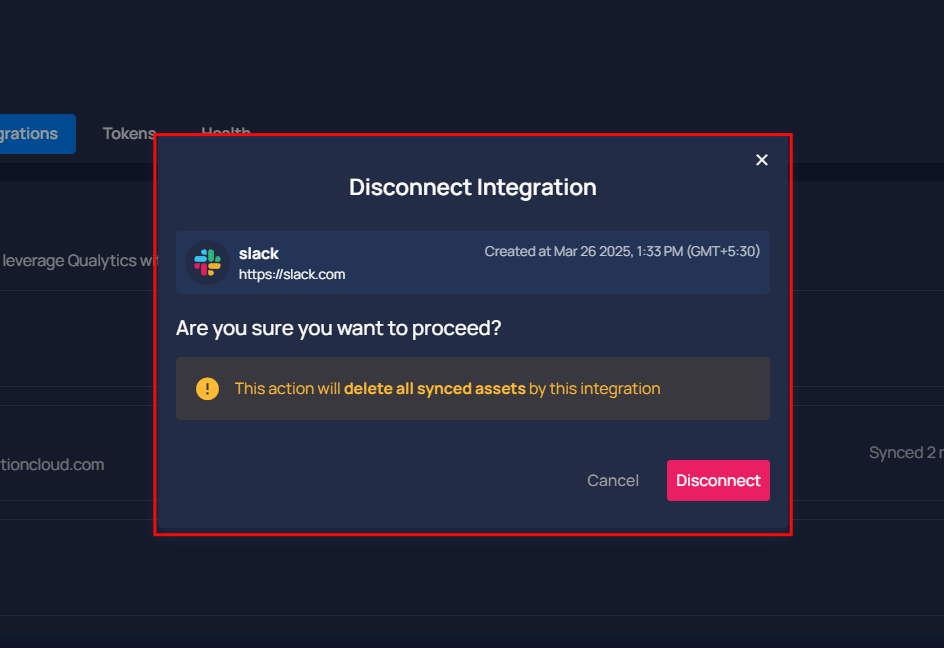 grations Tokens Health
Disconnect Integration
slack
Created at Mar 26 2025, 1:33 PM (GMT+5:30)
https://slack.com
leverage Qualytics
Are you sure you want to proceed?
This action will delete all synced assets by this integration
tioncloud.com
Synced 2
Cancel Disconnect